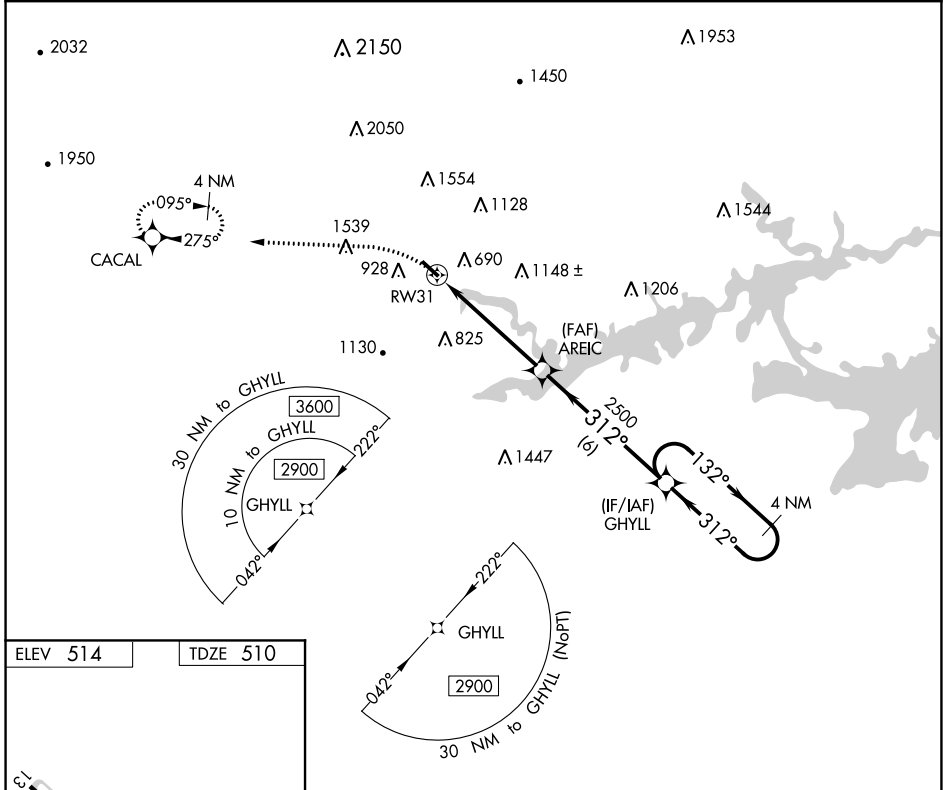 2032
2150
1953
1450
2050
1950
1554
4 NM
095°
1128
1544
1539
275°
CACAL
928
690
1148 ±
RW31
1206
(FAF)
AREIC
825
1130
30 NM to GHYLL
3600
222°
10 NM to GHYLL
2900
GHYLL
042°
2500
312°
(6)
1447
132°
4 NM
(IF/IAF)
GHYLL
312°
222°
GHYLL
042°
2900
30 NM to GHYLL (NoPT)
ELEV 514
TDZE 510
13